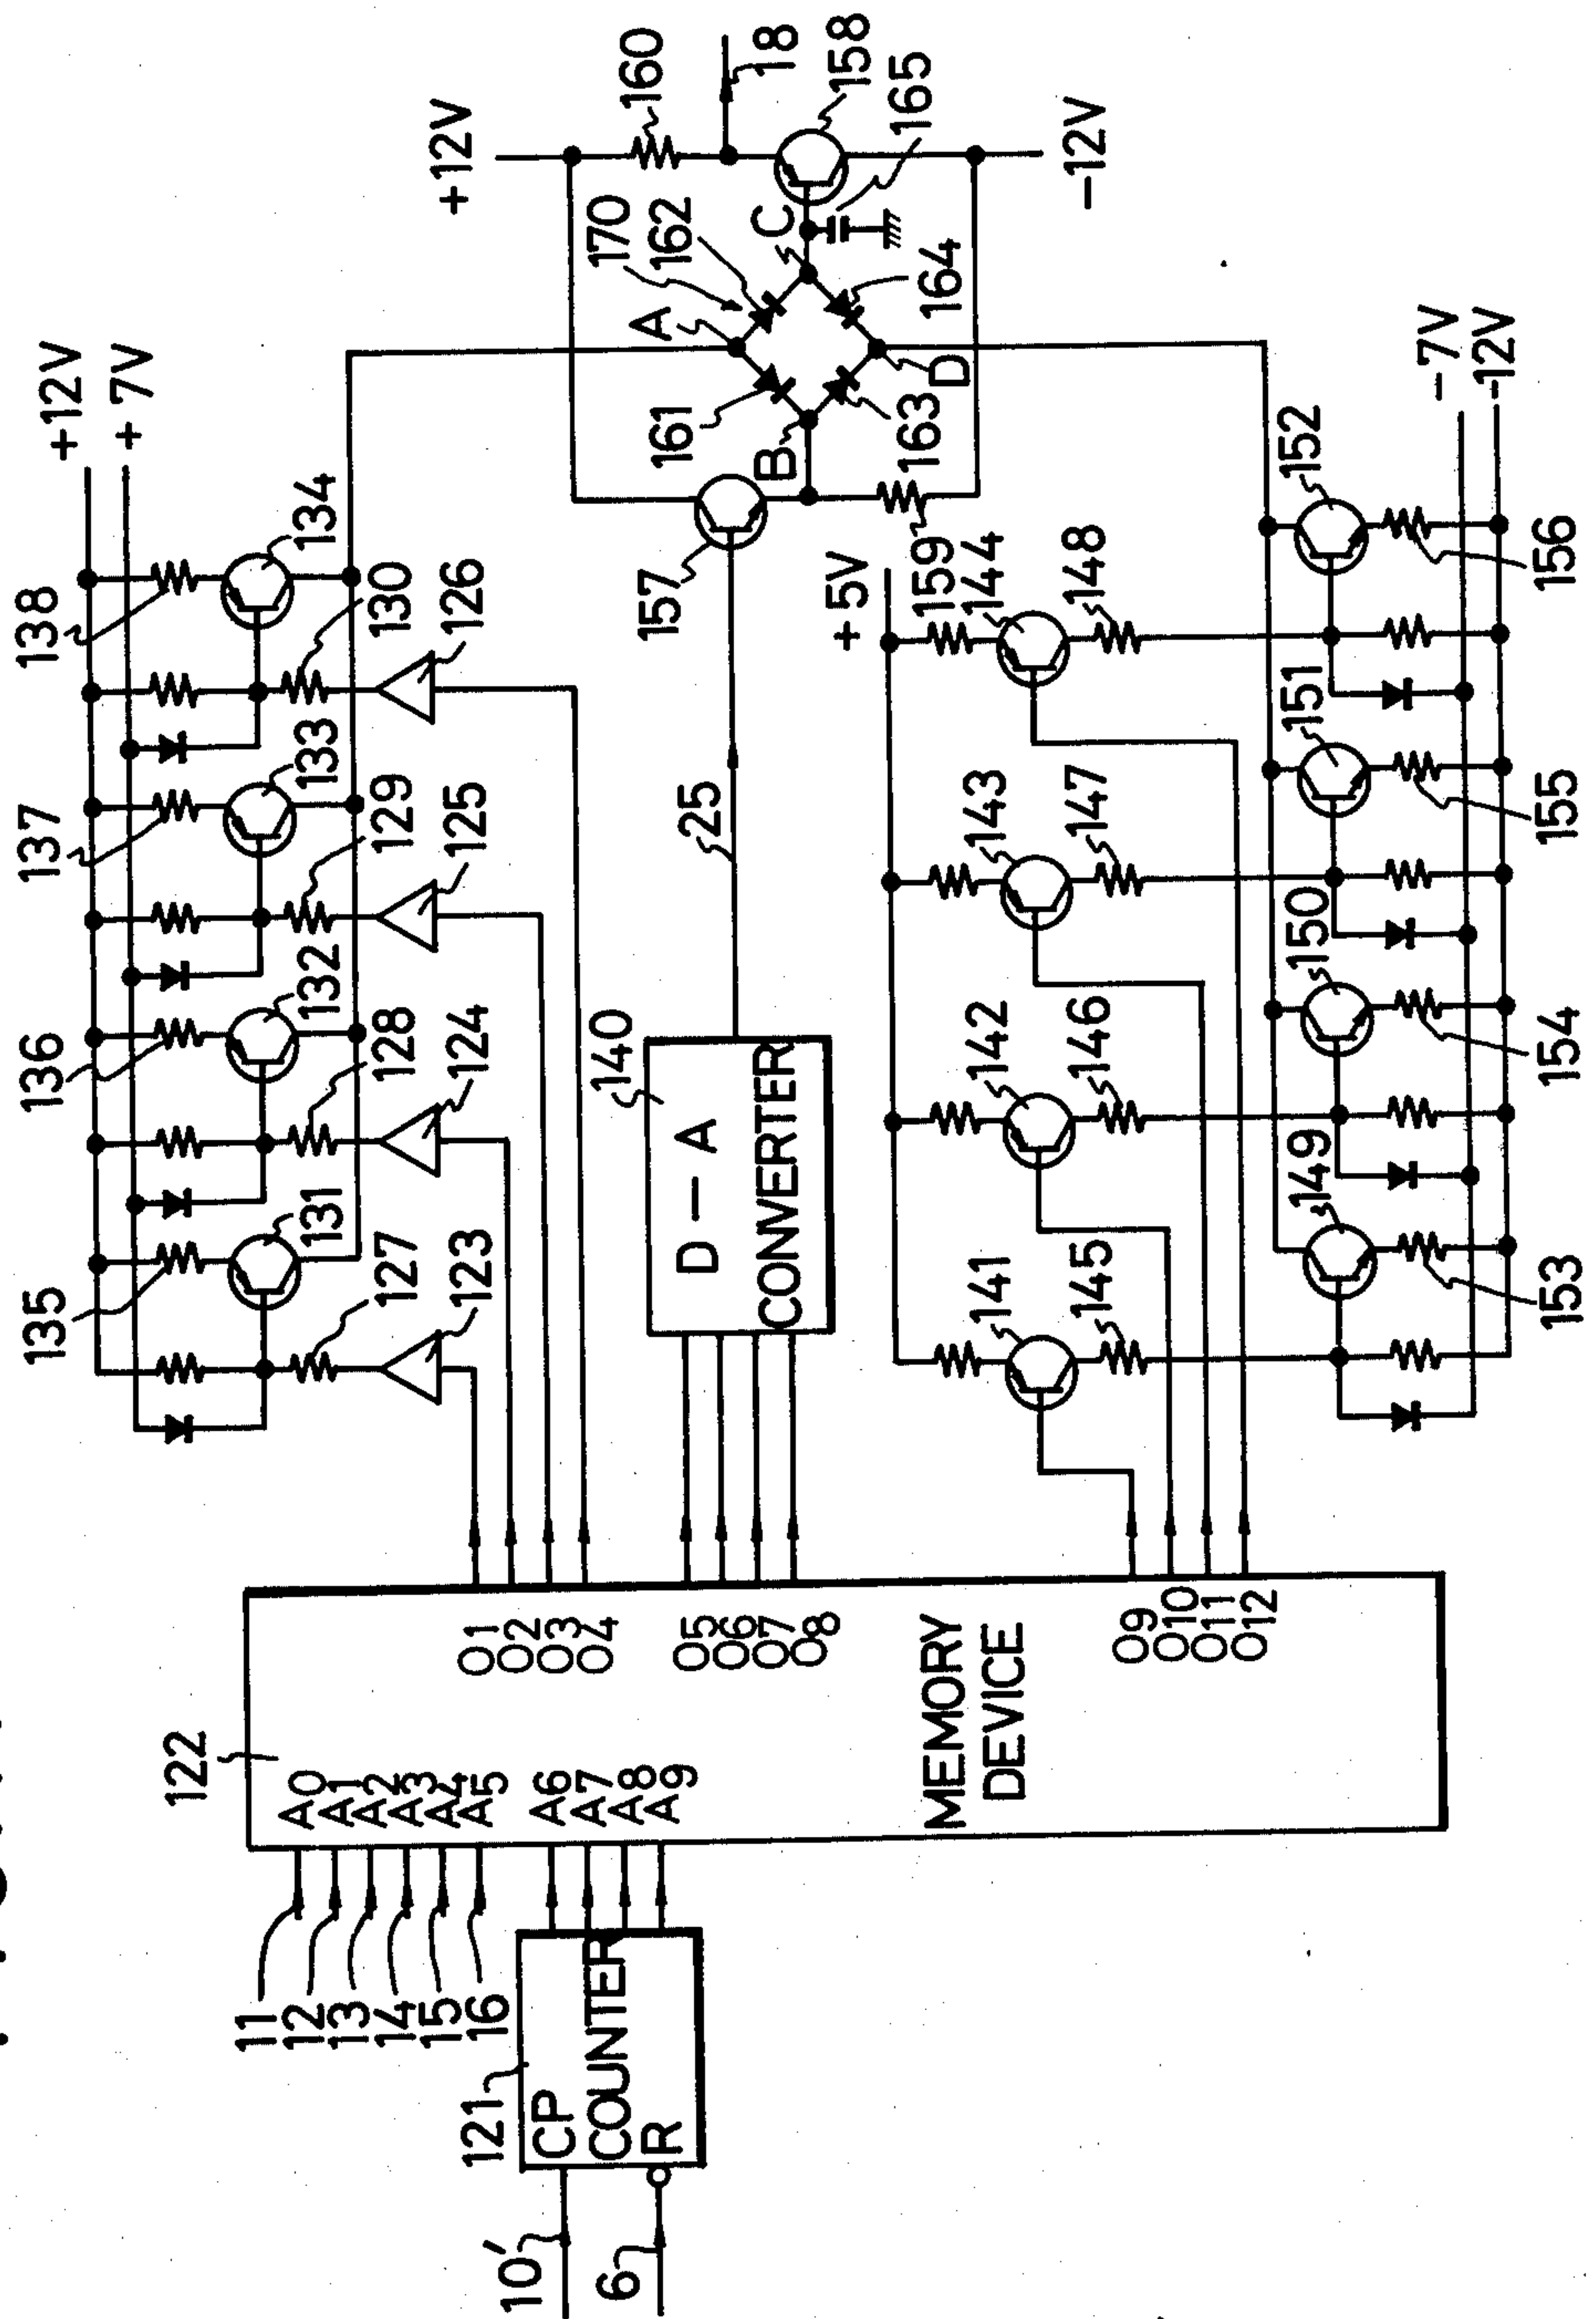 10'
6
121
CP
COUNTER
R
11
12
13
14
15
16
122
A0
A1
A2
A3
A4
A5
A6
A7
A8
A9
O1
O2
O3
O4
O5
O6
O7
O8
O9
O10
O11
O12
MEMORY
DEVICE
135
136
137
138
+12V
+7V
131
132
133
134
127
128
129
130
123
124
125
126
140
D-A
CONVERTER
25
157
+5V
159
141
142
143
144
145
146
147
148
149
150
151
152
153
154
155
156
-7V
-12V
+12V
160
18
158
165
170
162
A
161
B
C
164
163
D
-12V